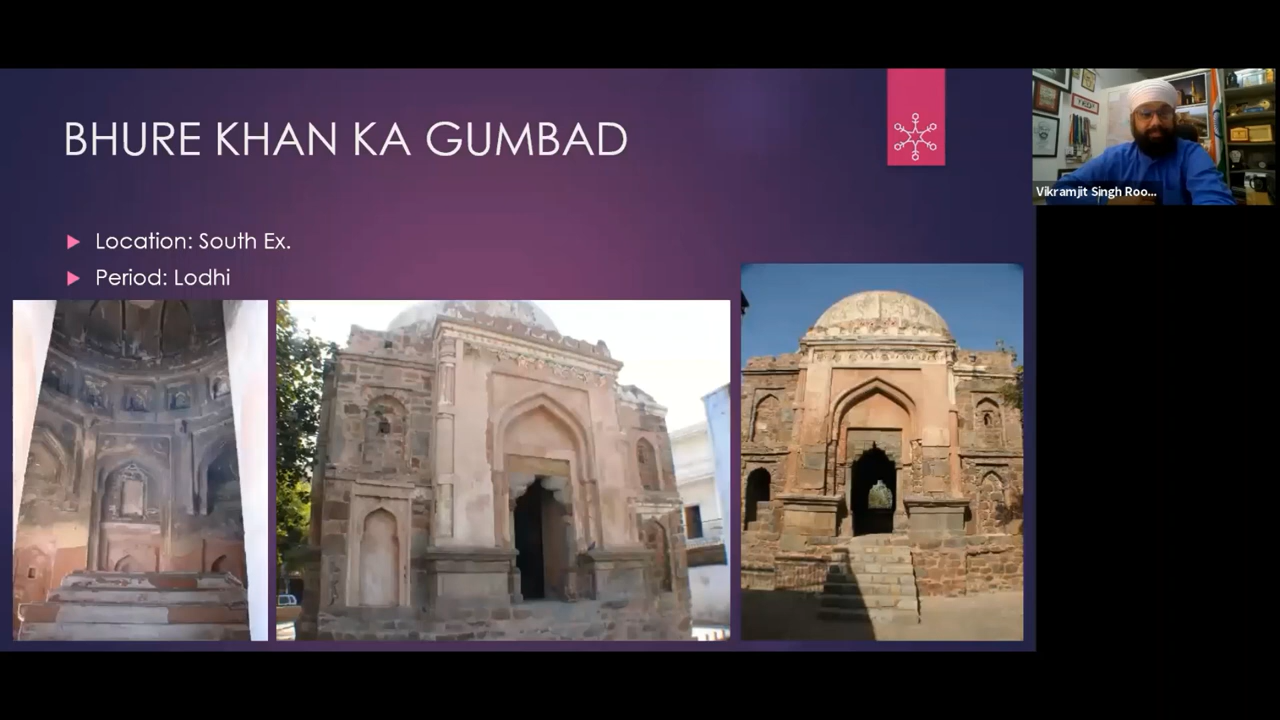 BHURE KHAN KA GUMBAD
Location: South Ex.
Period: Lodhi
Vikramjit Singh Roo...